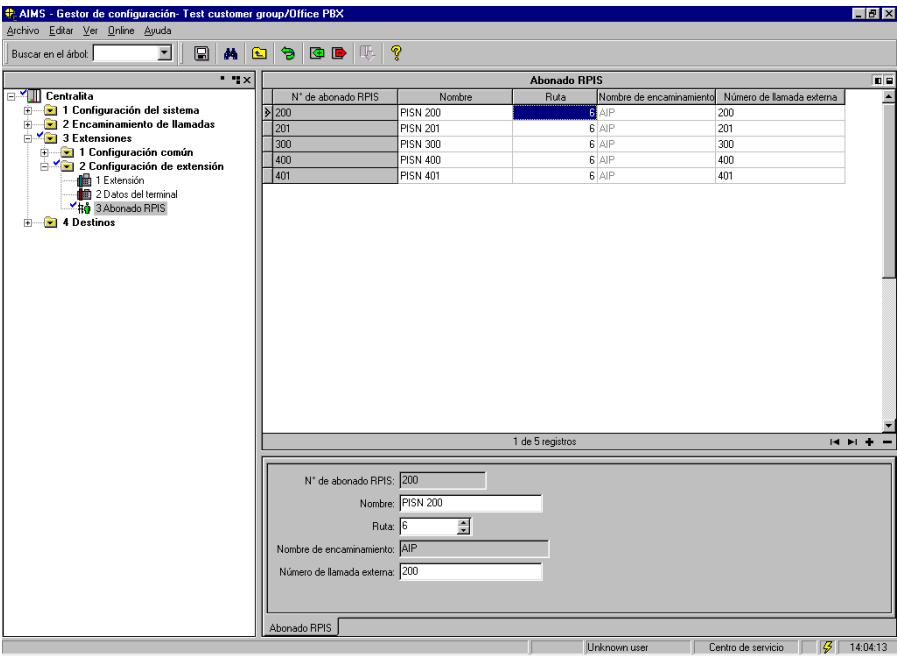 AIMS - Gestor de configuración- Test customer group/Office PBX
Archivo Editar Ver Online Ayuda
Buscar en el árbol:
Centralita
1 Configuración del sistema
2 Encaminamiento de llamadas
3 Extensiones
1 Configuración común
2 Configuración de extensión
1 Extensión
2 Datos del terminal
3 Abonado RPIS
4 Destinos
Abonado RPIS
N° de abonado RPIS Nombre Ruta Nombre de encaminamiento Número de llamada externa
200 PISN 200 6 AIP 200
201 PISN 201 6 AIP 201
300 PISN 300 6 AIP 300
400 PISN 400 6 AIP 400
401 PISN 401 6 AIP 401
1 de 5 registros
N° de abonado RPIS: 200
Nombre: PISN 200
Ruta: 6
Nombre de encaminamiento: AIP
Número de llamada externa: 200
Abonado RPIS
Unknown user Centro de servicio 14:04:13